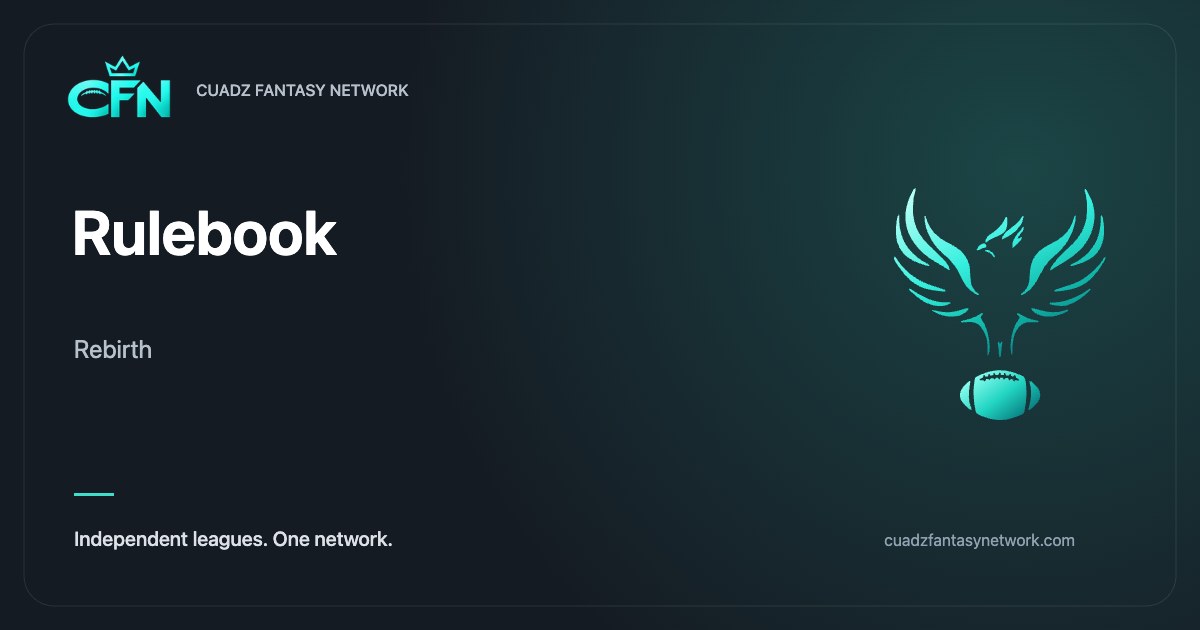 CFN
CUADZ FANTASY NETWORK
Rulebook
Rebirth
Independent leagues. One network.
cuadzfantasynetwork.com